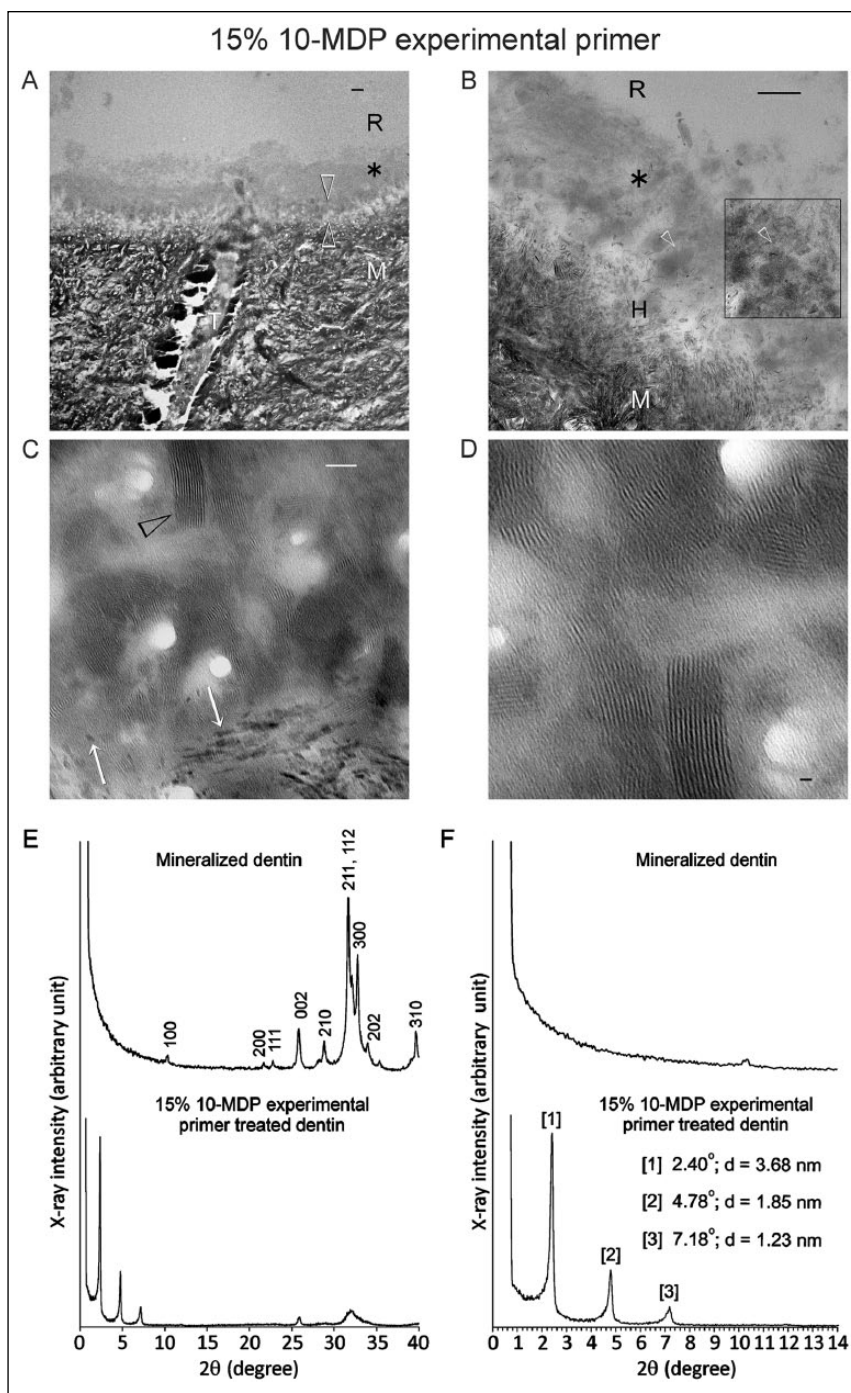 15% 10-MDP experimental primer
A
R
*
M
T
B
R
*
H
M
C
D
E
Mineralized dentin
X-ray intensity (arbitrary unit)
100
200
111
002
210
211, 112
300
202
310
15% 10-MDP experimental
primer treated dentin
0 5 10 15 20 25 30 35 40
2θ (degree)
F
Mineralized dentin
X-ray intensity (arbitrary unit)
15% 10-MDP experimental
primer treated dentin
[1]
[2]
[3]
[1] 2.40°; d = 3.68 nm
[2] 4.78°; d = 1.85 nm
[3] 7.18°; d = 1.23 nm
0 1 2 3 4 5 6 7 8 9 10 11 12 13 14
2θ (degree)